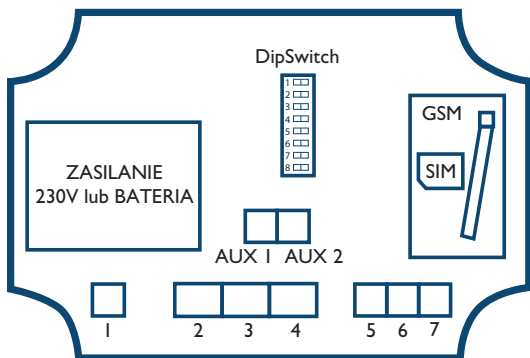 DipSwitch
1
2
3
4
5
6
7
8
GSM
SIM
ZASILANIE
230V lub BATERIA
AUX 1 AUX 2
1 2 3 4 5 6 7